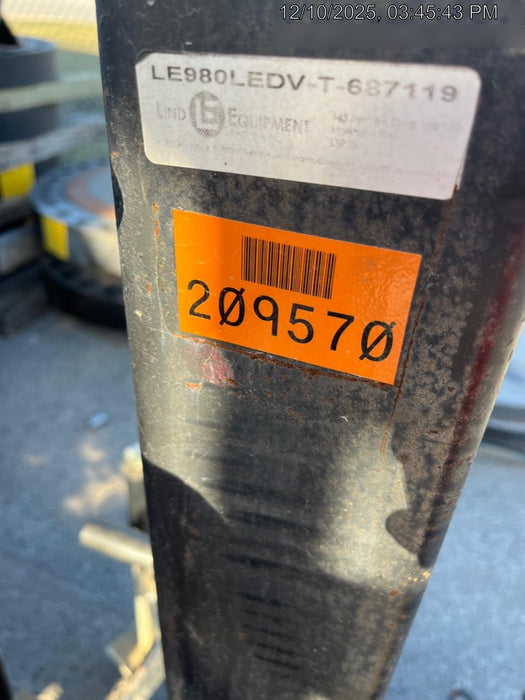 12/10/2025, 03:45:43 PM
LE980LEDV-T-687119
LIND EQUIPMENT
209570